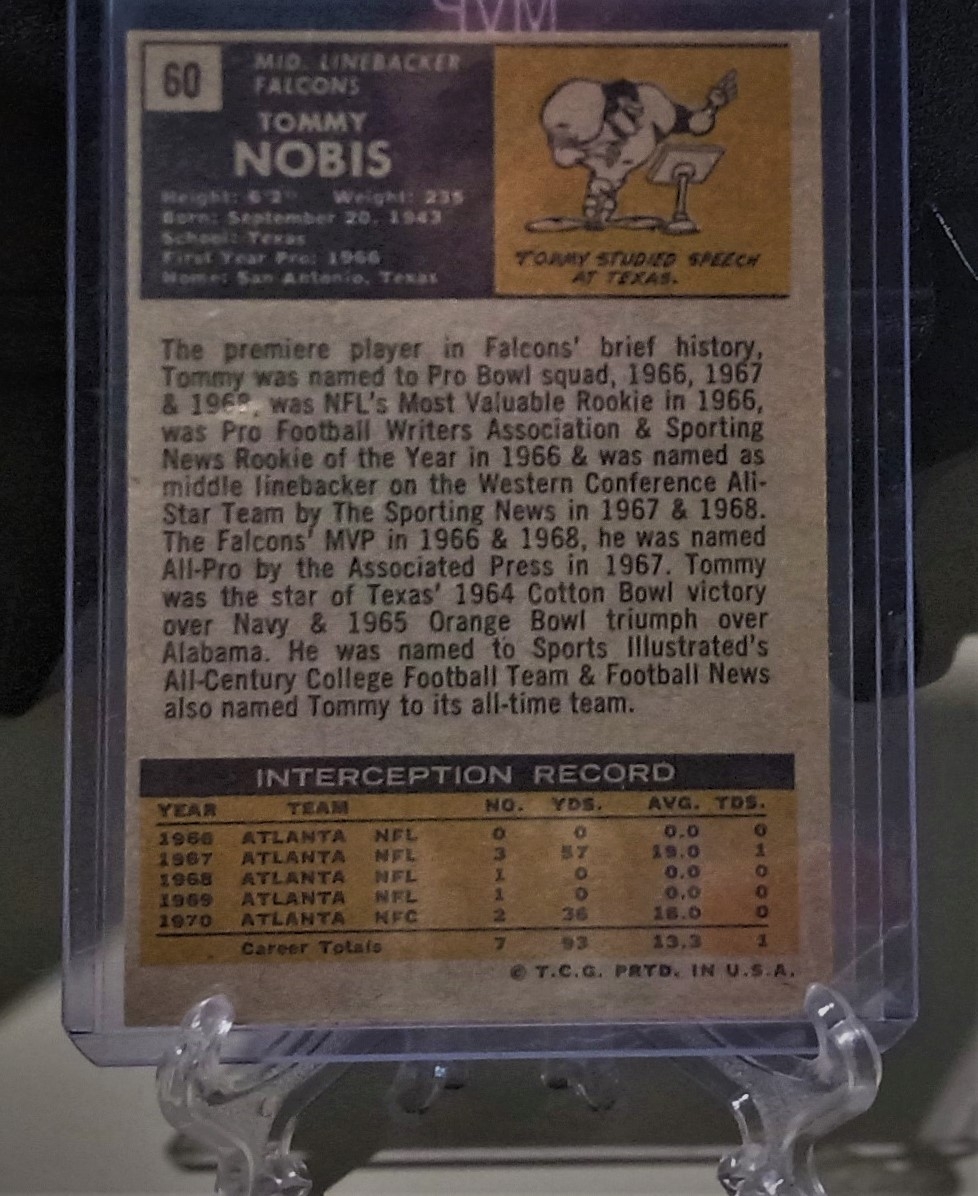 MVP
60
MID. LINEBACKER
FALCONS
TOMMY
NOBIS
Height: 6'2" Weight: 235
Born: September 20, 1943
School: Texas
First Year Pro: 1966
Home: San Antonio, Texas
TOMMY STUDIED SPEECH
AT TEXAS.
The premiere player in Falcons' brief history,
Tommy was named to Pro Bowl squad, 1966, 1967
& 1968, was NFL's Most Valuable Rookie in 1966,
was Pro Football Writers Association & Sporting
News Rookie of the Year in 1966 & was named as
middle linebacker on the Western Conference All-
Star Team by The Sporting News in 1967 & 1968.
The Falcons' MVP in 1966 & 1968, he was named
All-Pro by the Associated Press in 1967. Tommy
was the star of Texas' 1964 Cotton Bowl victory
over Navy & 1965 Orange Bowl triumph over
Alabama. He was named to Sports Illustrated's
All-Century College Football Team & Football News
also named Tommy to its all-time team.
INTERCEPTION RECORD
YEAR TEAM NO. YDS. AVG. TDS.
1966 ATLANTA NFL 0 0 0.0 0
1967 ATLANTA NFL 3 57 19.0 1
1968 ATLANTA NFL 1 0 0.0 0
1969 ATLANTA NFL 1 0 0.0 0
1970 ATLANTA NFC 2 36 18.0 0
Career Totals 7 93 13.3 1
© T.C.G. PRTD. IN U.S.A.